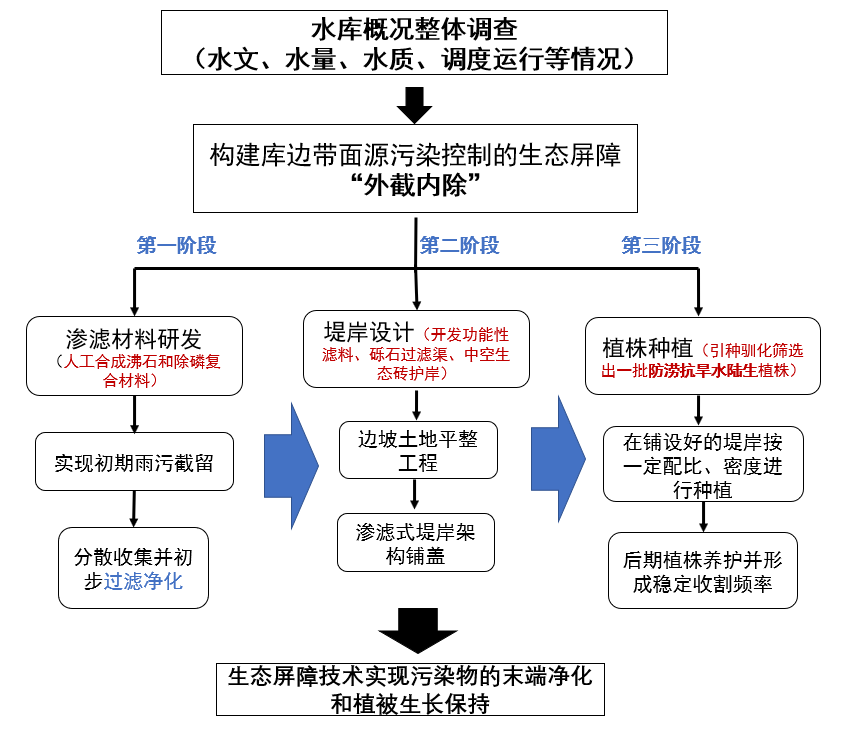 水库概况整体调查
（水文、水量、水质、调度运行等情况）
构建库边带面源污染控制的生态屏障
“外截内除”
第一阶段
第二阶段
第三阶段
渗滤材料研发
（人工合成沸石和除磷复
合材料）
实现初期雨污截留
分散收集并初
步过滤净化
堤岸设计（开发功能性
滤料、砾石过滤渠、中空生
态砖护岸）
边坡土地平整
工程
渗滤式堤岸架
构铺盖
植株种植（引种驯化筛选
出一批防涝抗旱水陆生植株）
在铺设好的堤岸按
一定配比、密度进
行种植
后期植株养护并形
成稳定收割频率
生态屏障技术实现污染物的末端净化
和植被生长保持